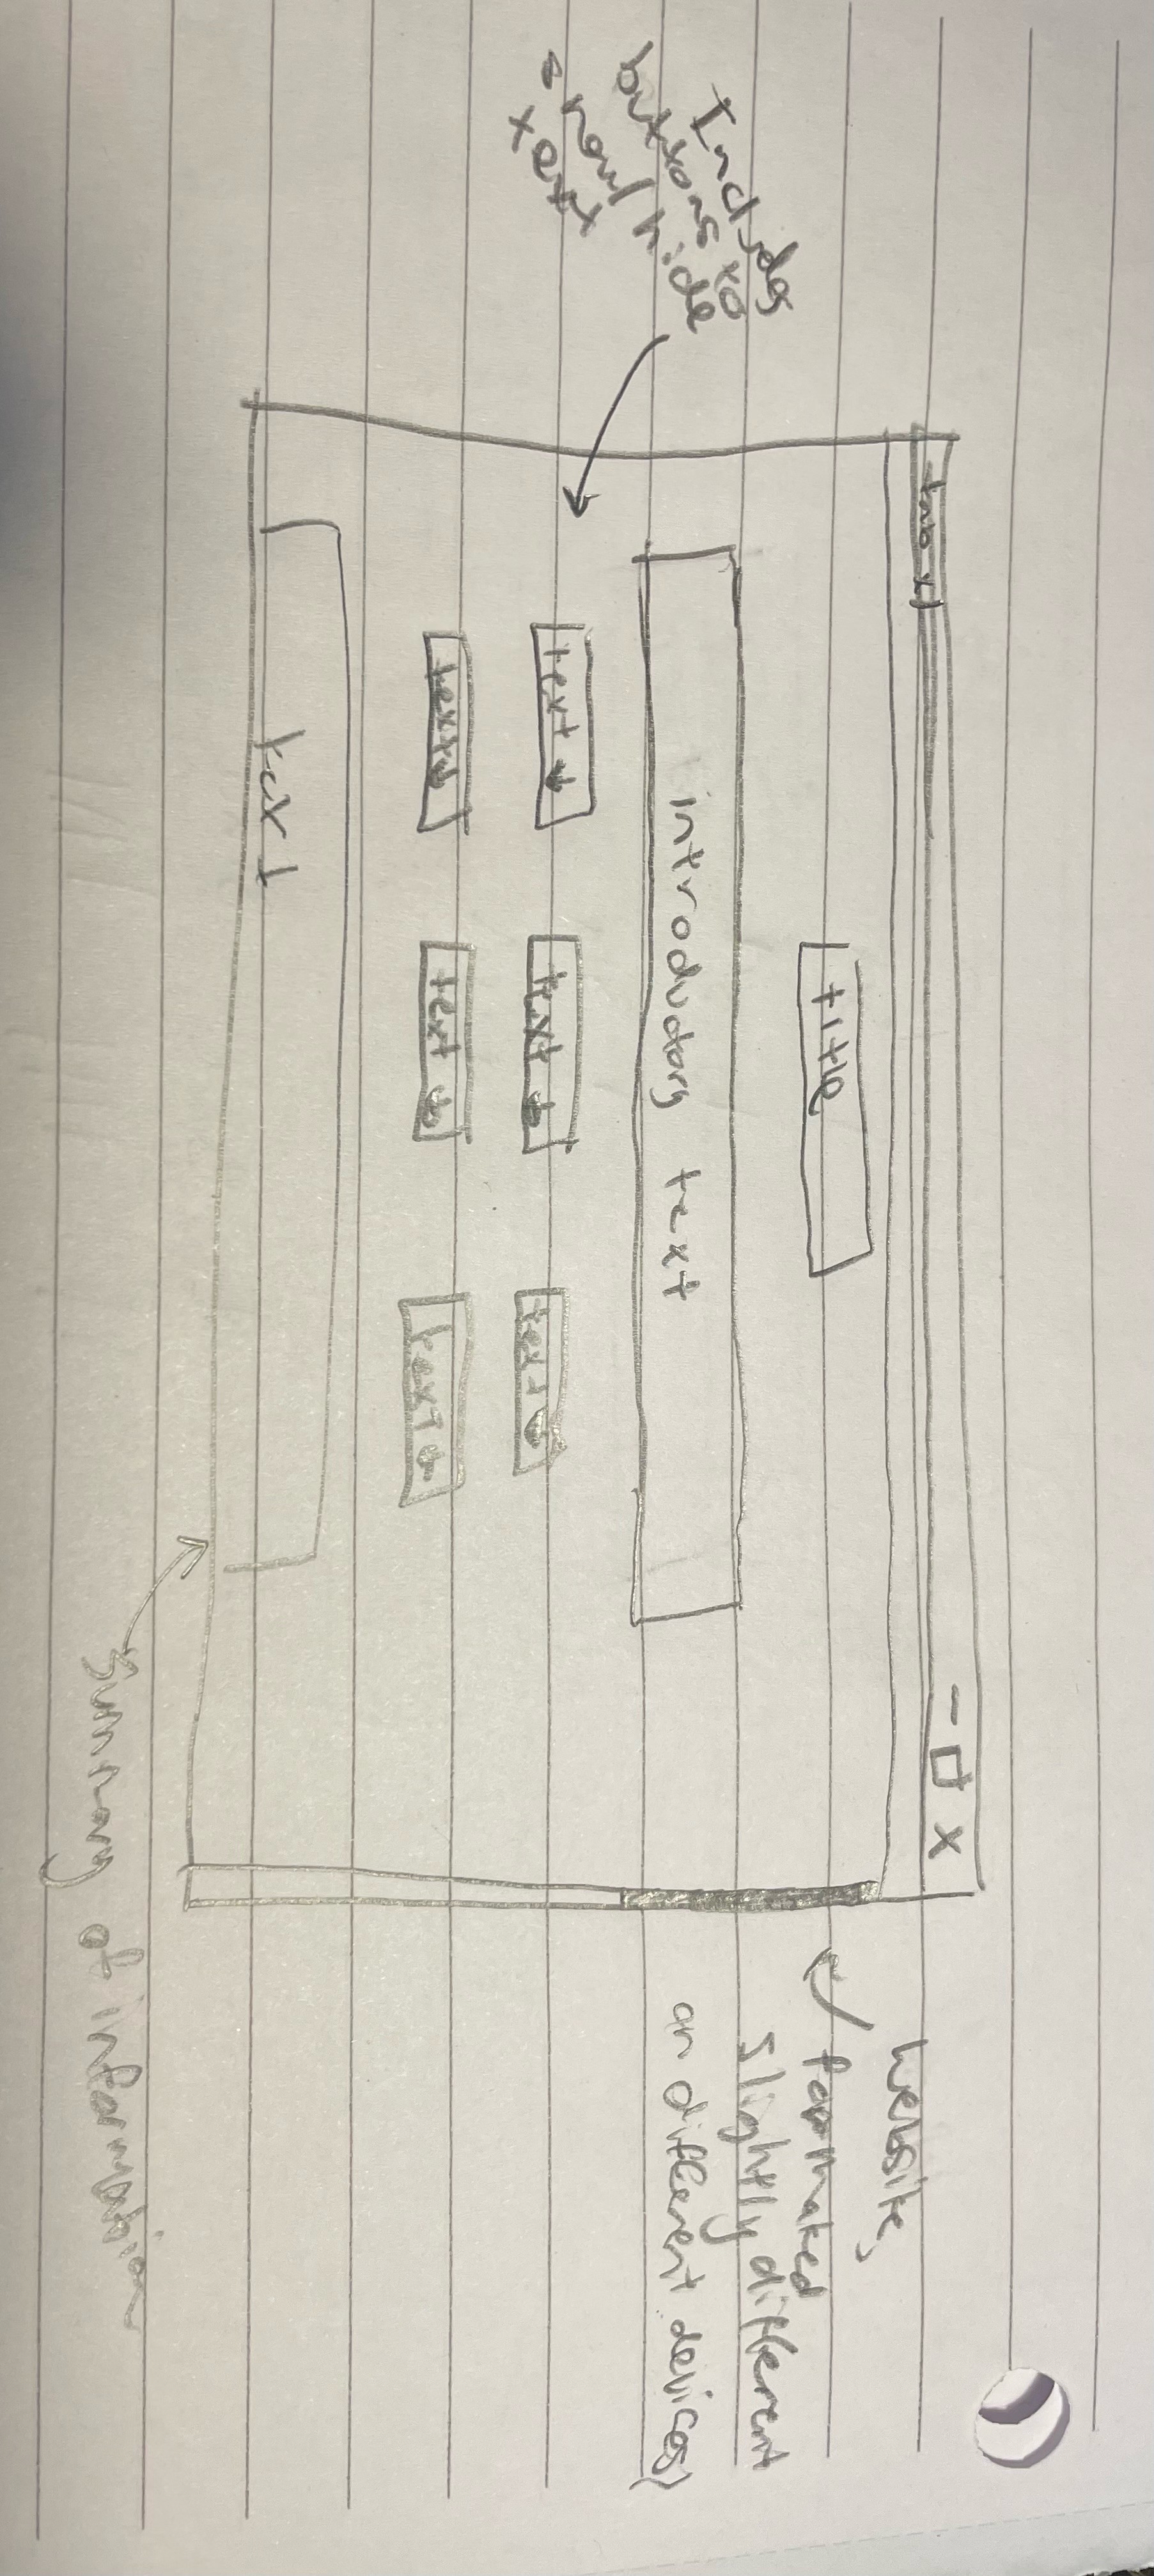 tab x
- □ x
title
introductory text
text ↓
text ↓
text ↓
text ↓
text ↓
text ↓
text
Includes
buttons to
show/hide
text
website,
formated
slightly different
on different devices
summary of information